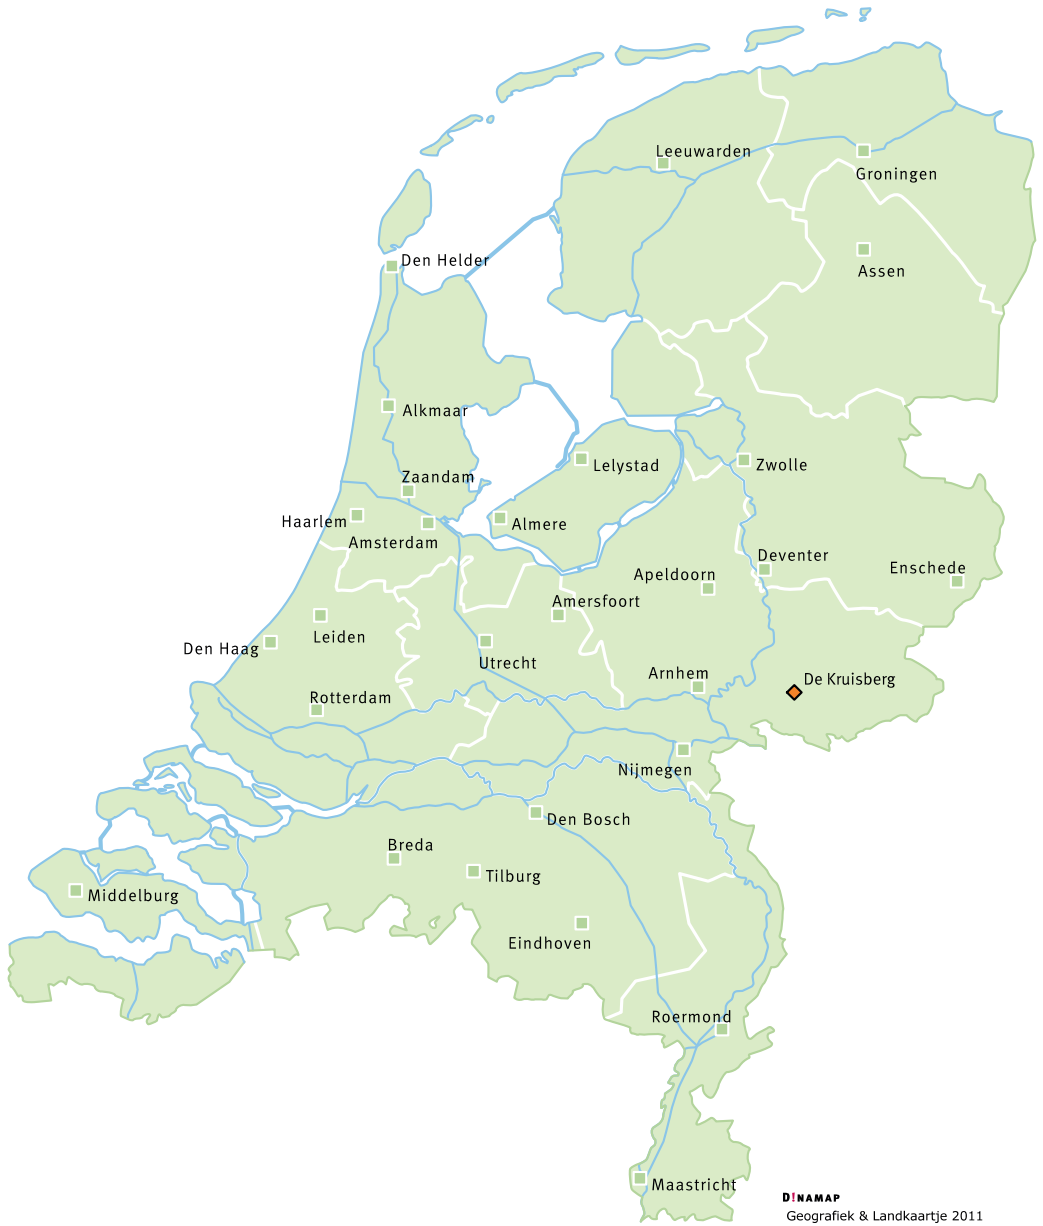 Leeuwarden
Groningen
Den Helder
Assen
Alkmaar
Lelystad
Zwolle
Zaandam
Haarlem
Almere
Amsterdam
Deventer
Enschede
Apeldoorn
Amersfoort
Leiden
Den Haag
Utrecht
Arnhem
De Kruisberg
Rotterdam
Nijmegen
Den Bosch
Breda
Tilburg
Middelburg
Eindhoven
Roermond
Maastricht
D!NAMAP
Geografiek & Landkaartje 2011